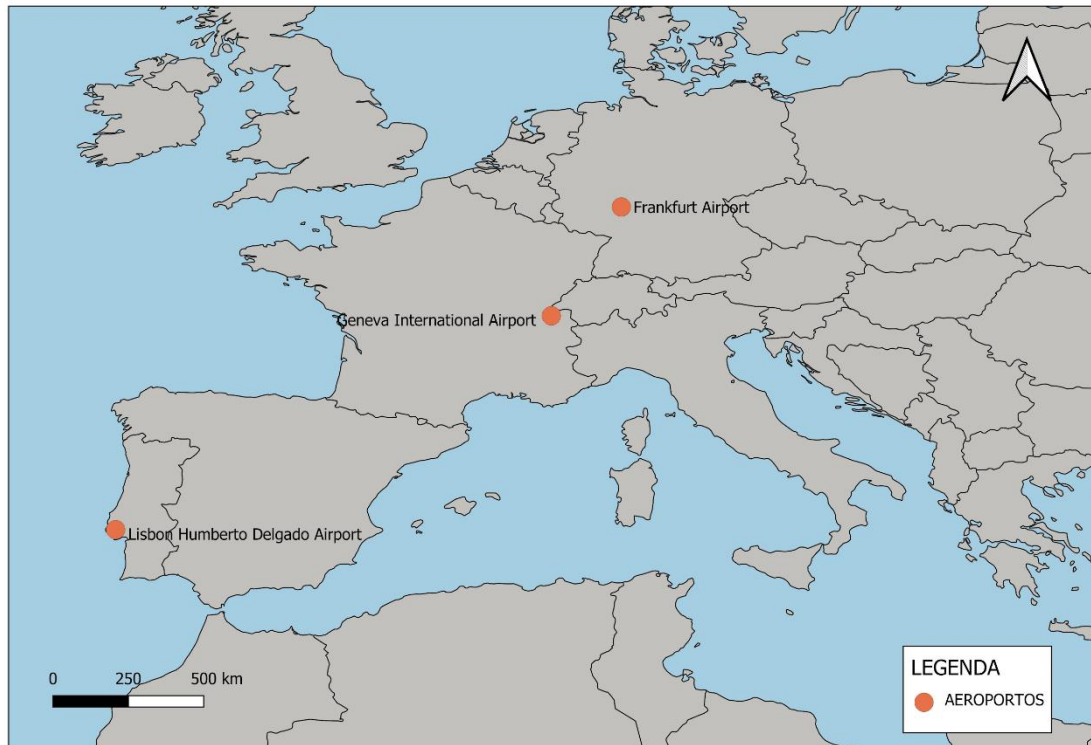 Frankfurt Airport
Geneva International Airport
Lisbon Humberto Delgado Airport
0 250 500 km
LEGENDA
AEROPORTOS